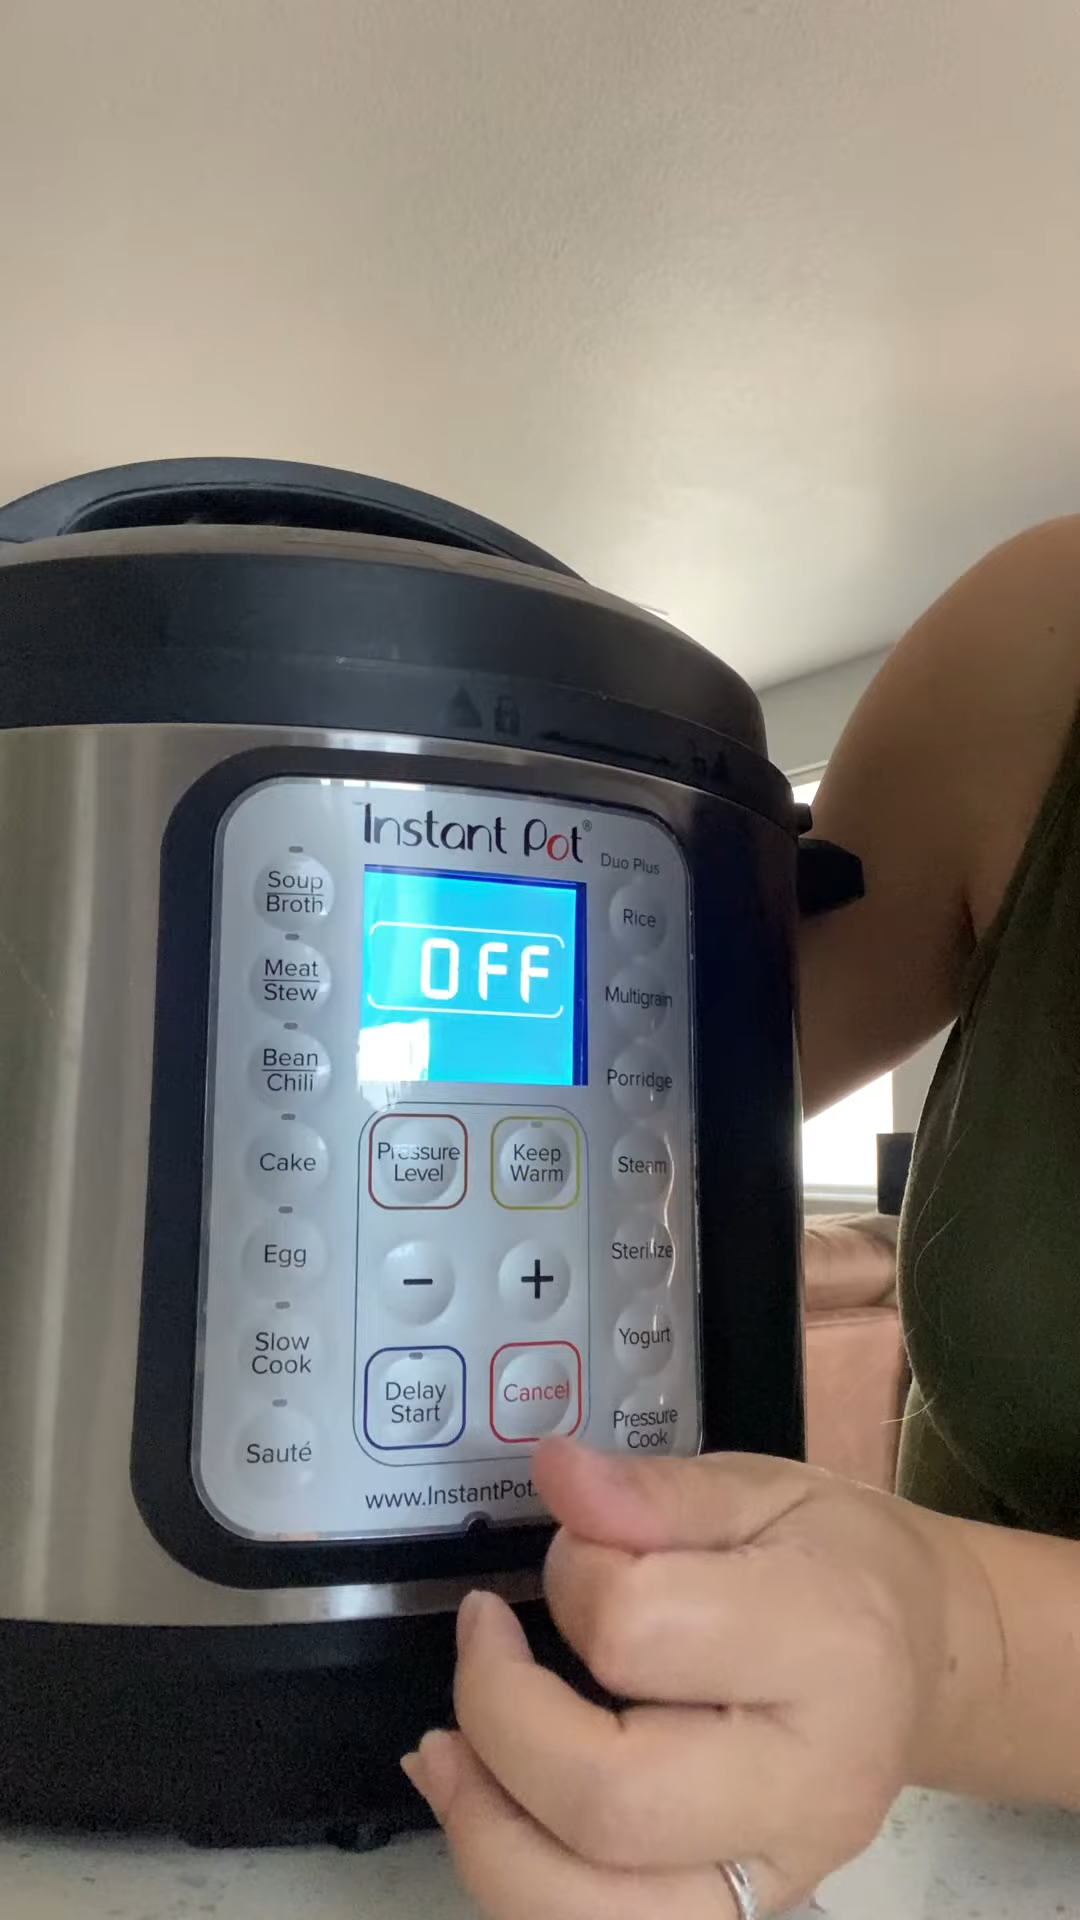 Instant Pot®
Duo Plus
OFF
Soup
Broth
Meat
Stew
Bean
Chili
Cake
Egg
Slow
Cook
Sauté
Pressure
Level
Keep
Warm
-
+
Delay
Start
Cancel
Rice
Multigrain
Porridge
Steam
Sterilize
Yogurt
Pressure
Cook
www.InstantPot.